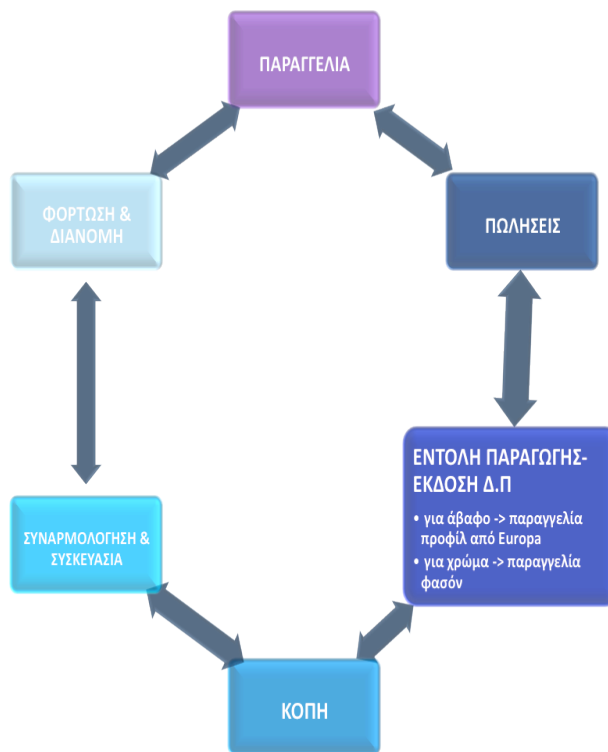 ΠΑΡΑΓΓΕΛΙΑ
ΠΩΛΗΣΕΙΣ
ΕΝΤΟΛΗ ΠΑΡΑΓΩΓΗΣ-
ΕΚΔΟΣΗ Δ.Π
• για άβαφο -> παραγγελία
προφίλ από Europa
• για χρώμα -> παραγγελία
φασόν
ΚΟΠΗ
ΣΥΝΑΡΜΟΛΟΓΗΣΗ &
ΣΥΣΚΕΥΑΣΙΑ
ΦΟΡΤΩΣΗ &
ΔΙΑΝΟΜΗ